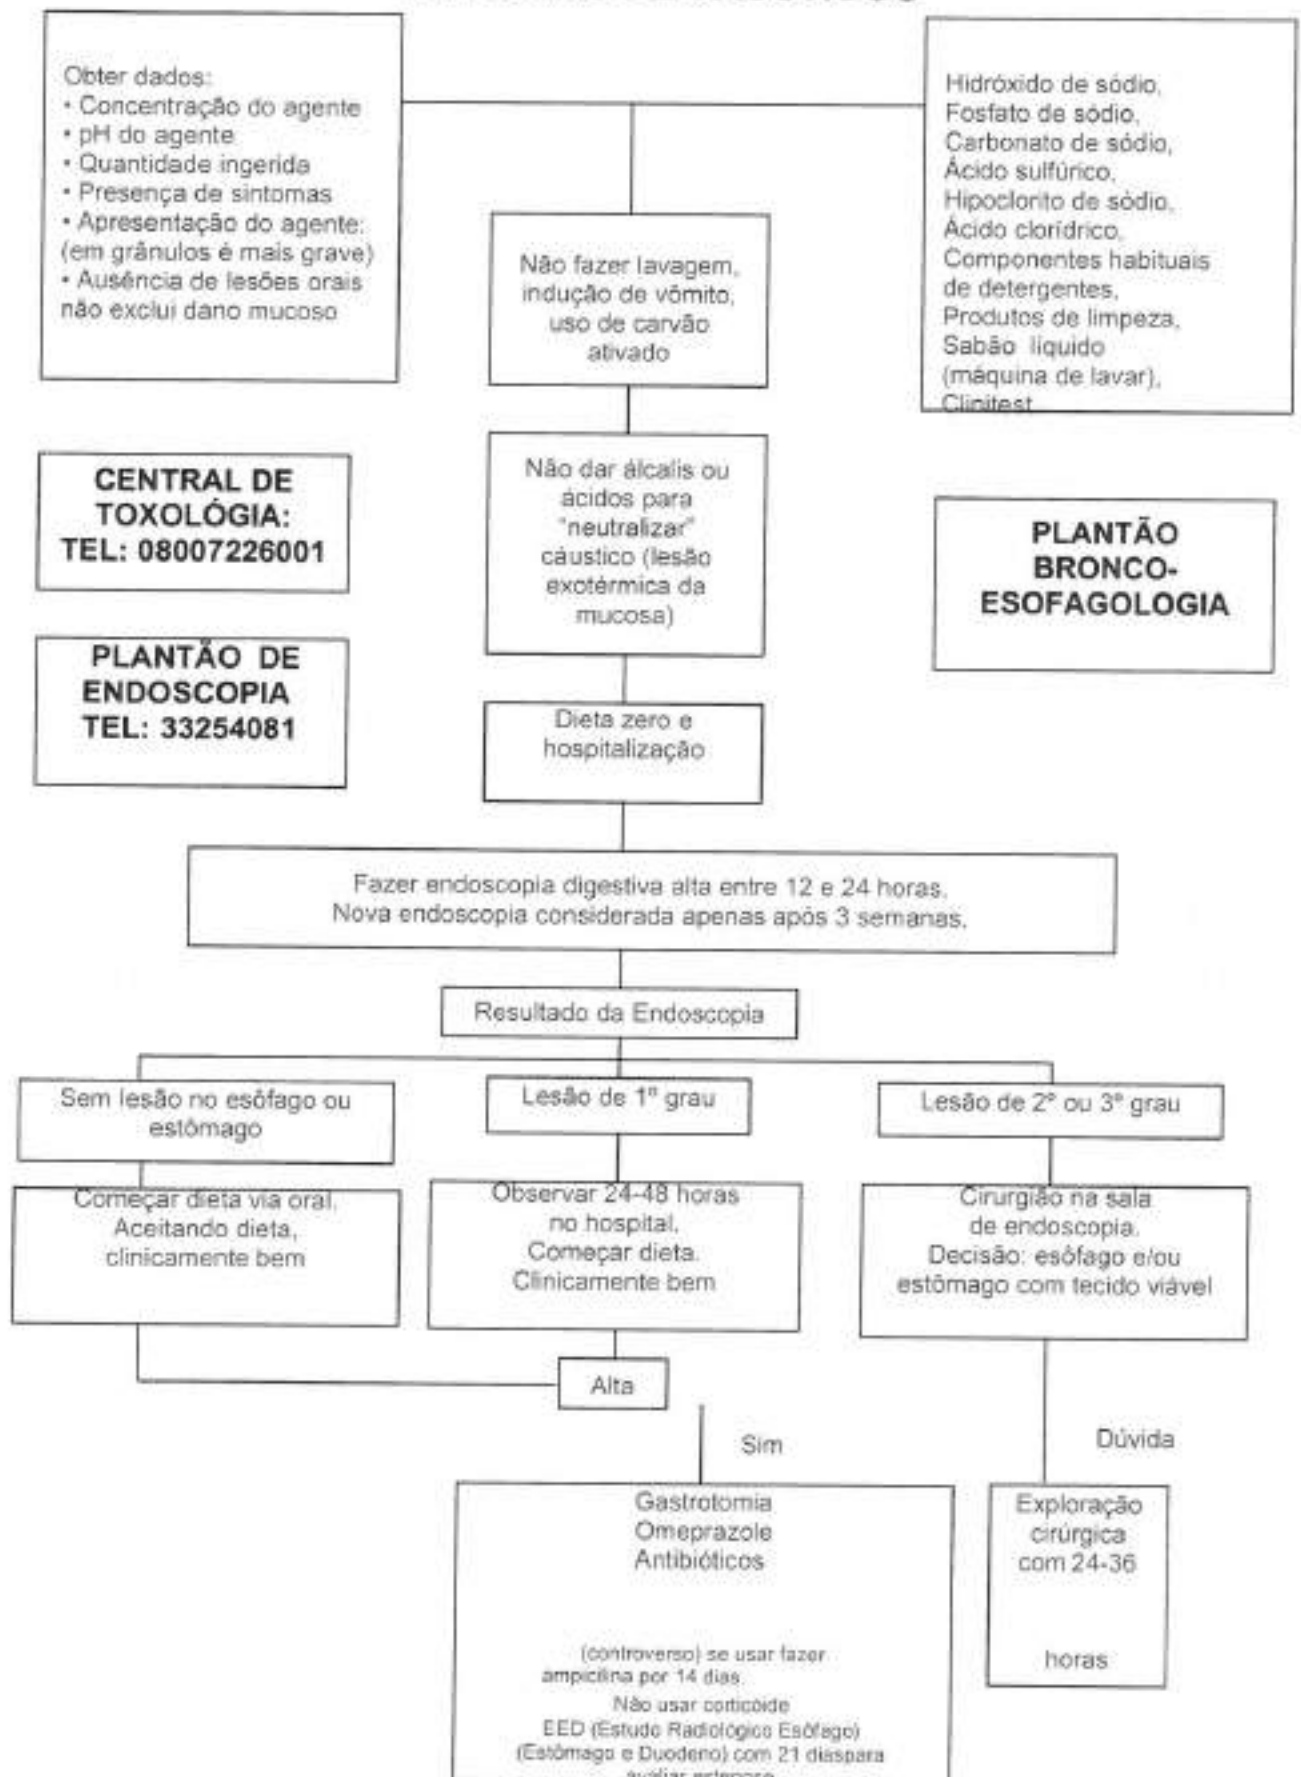 Obter dados:
• Concentração do agente
• pH do agente
• Quantidade ingerida
• Presença de sintomas
• Apresentação do agente:
(em grânulos é mais grave)
• Ausência de lesões orais
não exclui dano mucoso
Hidróxido de sódio,
Fosfato de sódio,
Carbonato de sódio,
Ácido sulfúrico,
Hipoclorito de sódio,
Ácido clorídrico,
Componentes habituais
de detergentes,
Produtos de limpeza,
Sabão líquido
(máquina de lavar),
Clinitest
Não fazer lavagem,
indução de vômito,
uso de carvão
ativado
CENTRAL DE
TOXOLÓGIA:
TEL: 08007226001
Não dar álcalis ou
ácidos para
"neutralizar"
cáustico (lesão
exotérmica da
mucosa)
PLANTÃO
BRONCO-
ESOFAGOLOGIA
PLANTÃO DE
ENDOSCOPIA
TEL: 33254081
Dieta zero e
hospitalização
Fazer endoscopia digestiva alta entre 12 e 24 horas.
Nova endoscopia considerada apenas após 3 semanas.
Resultado da Endoscopia
Sem lesão no esôfago ou
estômago
Lesão de 1º grau
Lesão de 2º ou 3º grau
Começar dieta via oral.
Aceitando dieta,
clinicamente bem
Observar 24-48 horas
no hospital.
Começar dieta.
Clinicamente bem
Cirurgião na sala
de endoscopia.
Decisão: esôfago e/ou
estômago com tecido viável
Alta
Sim
Dúvida
Gastrotomia
Omeprazole
Antibióticos
(controverso) se usar fazer
ampicilina por 14 dias.
Não usar corticóide
EED (Estudo Radiológico Esôfago)
(Estômago e Duodeno) com 21 diaspara
avaliar estenose
Exploração
cirúrgica
com 24-36
horas